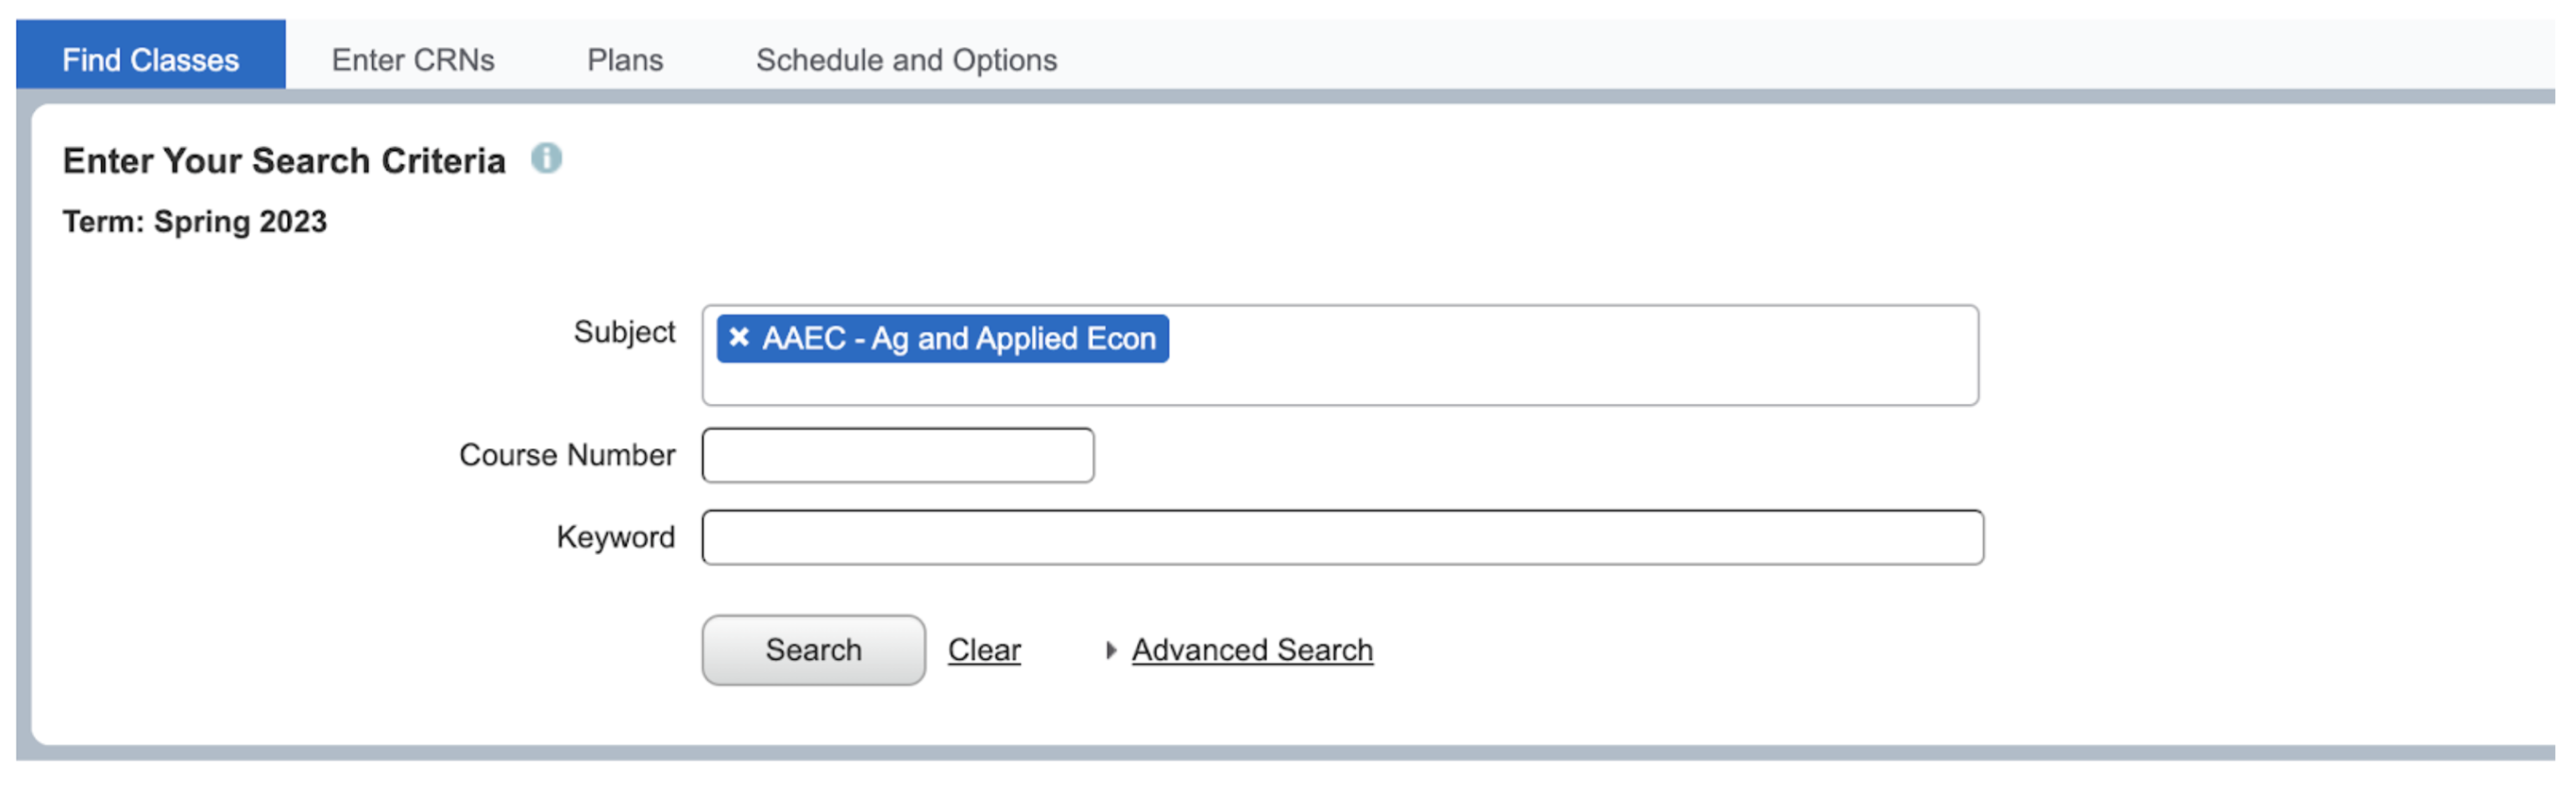 Find Classes Enter CRNs Plans Schedule and Options
Enter Your Search Criteria
Term: Spring 2023
Subject AAEC - Ag and Applied Econ
Course Number
Keyword
Search Clear Advanced Search